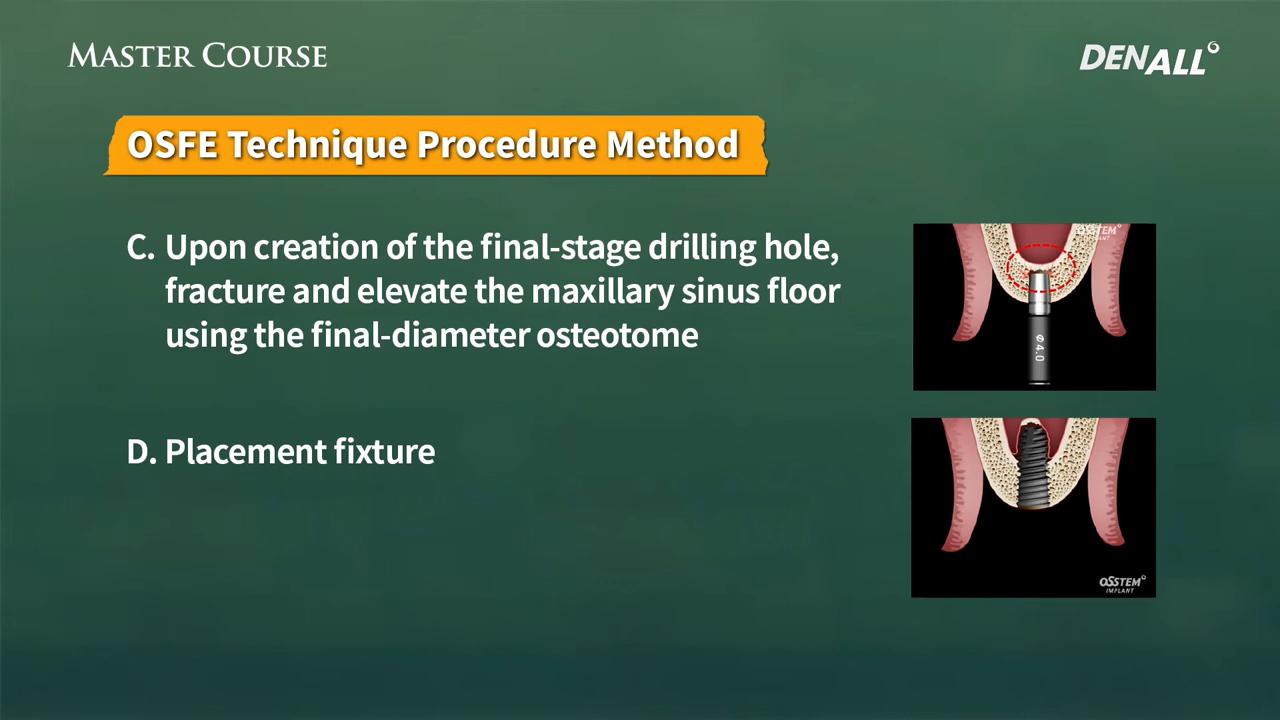 MASTER COURSE
DENALL
OSFE Technique Procedure Method
C. Upon creation of the final-stage drilling hole,
fracture and elevate the maxillary sinus floor
using the final-diameter osteotome
OSSTEM
IMPLANT
Φ 4.0
D. Placement fixture
OSSTEM
IMPLANT